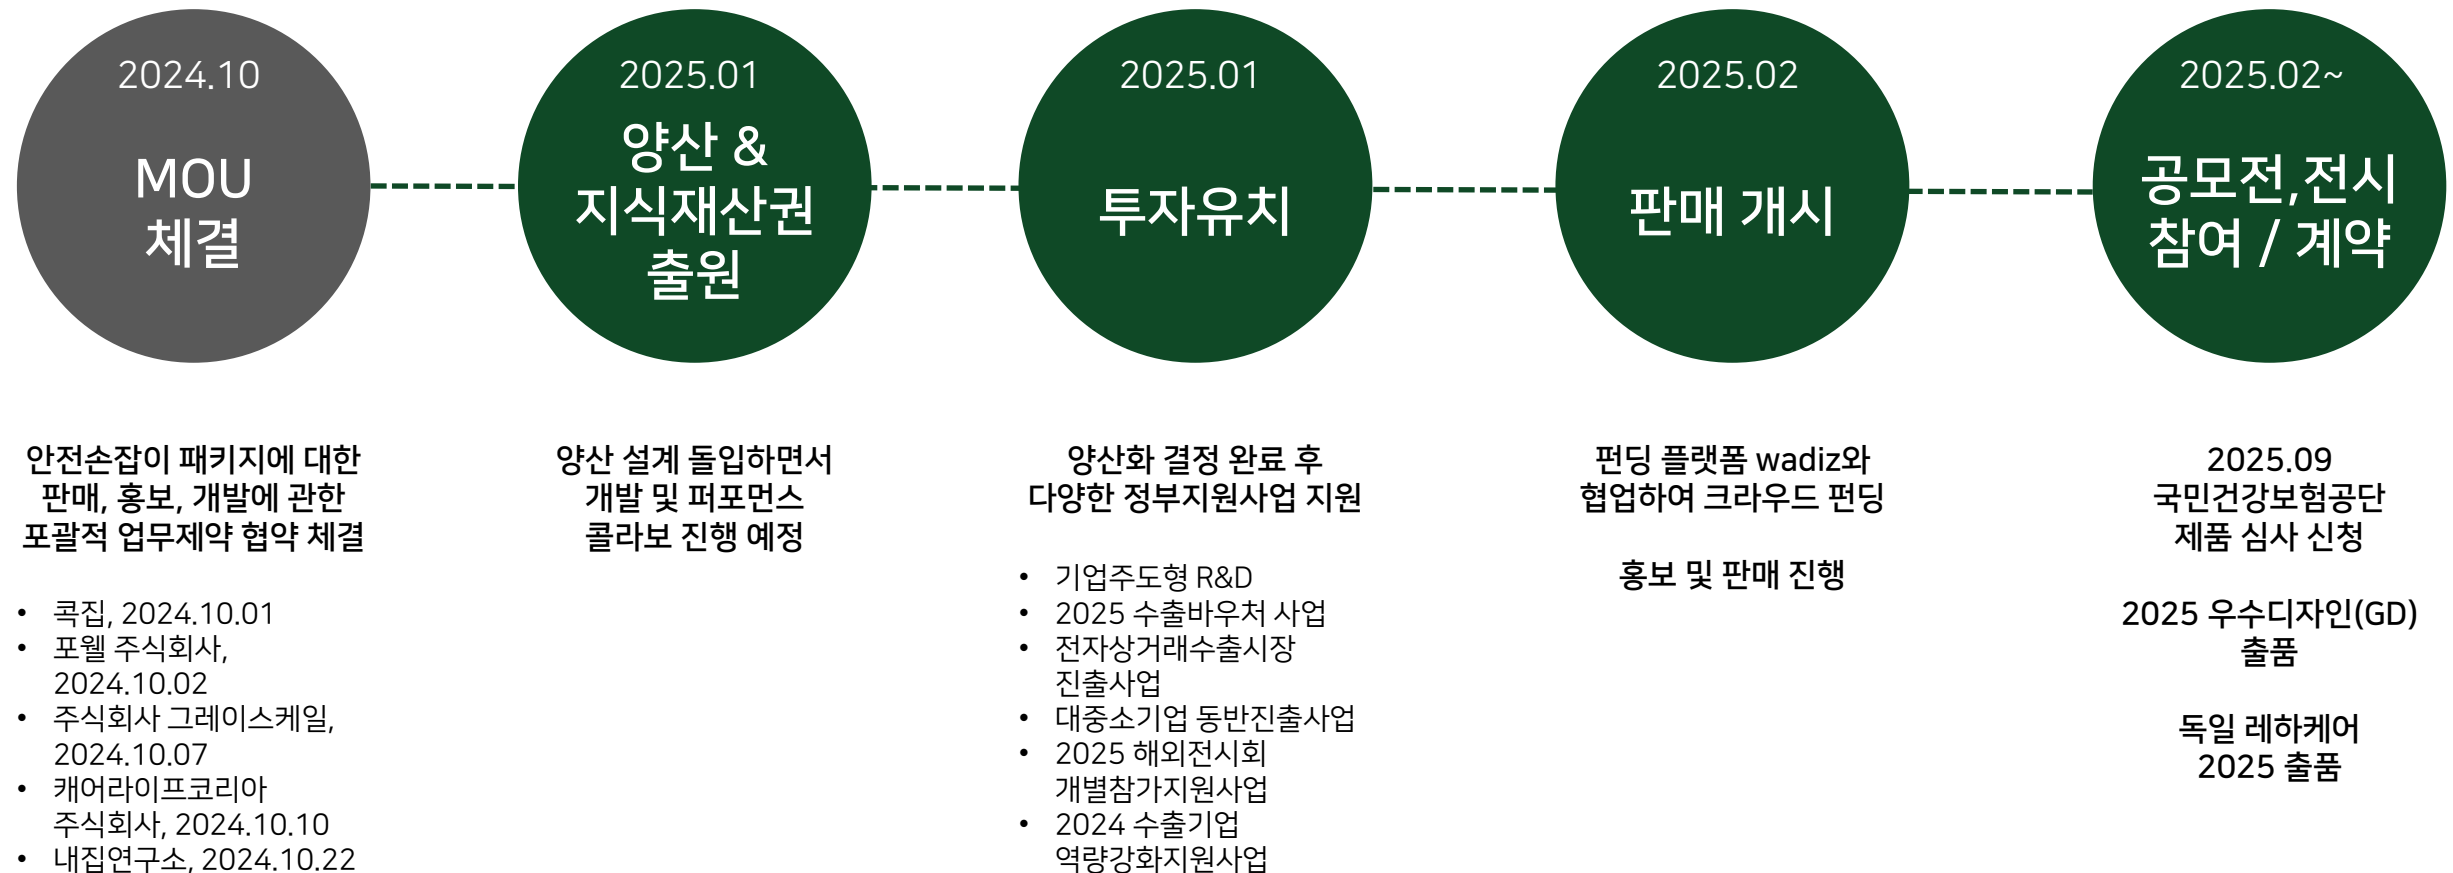 2024.10
MOU
체결
안전손잡이 패키지에 대한
판매, 홍보, 개발에 관한
포괄적 업무제약 협약 체결
• 콕집, 2024.10.01
• 포웰 주식회사,
2024.10.02
• 주식회사 그레이스케일,
2024.10.07
• 캐어라이프코리아
주식회사, 2024.10.10
• 내집연구소, 2024.10.22
2025.01
양산 &
지식재산권
출원
양산 설계 돌입하면서
개발 및 퍼포먼스
콜라보 진행 예정
2025.01
투자유치
양산화 결정 완료 후
다양한 정부지원사업 지원
• 기업주도형 R&D
• 2025 수출바우처 사업
• 전자상거래수출시장
진출사업
• 대중소기업 동반진출사업
• 2025 해외전시회
개별참가지원사업
• 2024 수출기업
역량강화지원사업
2025.02
판매 개시
펀딩 플랫폼 wadiz와
협업하여 크라우드 펀딩
홍보 및 판매 진행
2025.02~
공모전,전시
참여 / 계약
2025.09
국민건강보험공단
제품 심사 신청
2025 우수디자인(GD)
출품
독일 레하케어
2025 출품